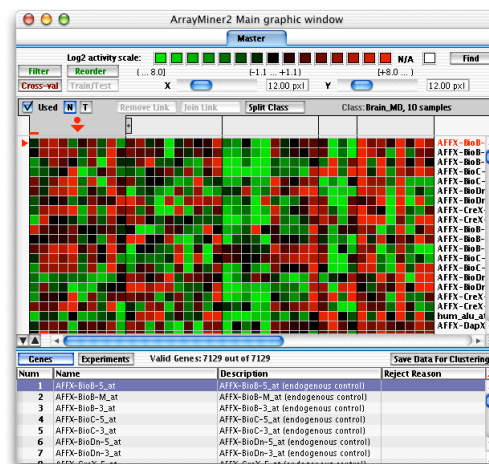 ArrayMiner2 Main graphic window
Master
Log2 activity scale: N/A Find
Filter Reorder (... 8.0] (-1.1 ... +1.1) [+8.0 ... )
Cross-val Train/Test X 12.00 pxl Y 12.00 pxl
Used N T Remove Link Join Link Split Class Class:Brain_MD, 10 samples
AFFX-BioB-
AFFX-BioB-
AFFX-BioB-
AFFX-BioC-
AFFX-BioC-
AFFX-BioDr
AFFX-BioDr
AFFX-CreX-
AFFX-CreX-
AFFX-BioB-
AFFX-BioB-
AFFX-BioB-
AFFX-BioC-
AFFX-BioC-
AFFX-BioDr
AFFX-BioDr
AFFX-CreX-
AFFX-CreX-
hum_alu_at
AFFX-DapX
Genes Experiments Valid Genes: 7129 out of 7129 Save Data For Clustering
Num Name Description Reject Reason
1 AFFX-BioB-5_at AFFX-BioB-5_at (endogenous control)
2 AFFX-BioB-M_at AFFX-BioB-M_at (endogenous control)
3 AFFX-BioB-3_at AFFX-BioB-3_at (endogenous control)
4 AFFX-BioC-5_at AFFX-BioC-5_at (endogenous control)
5 AFFX-BioC-3_at AFFX-BioC-3_at (endogenous control)
6 AFFX-BioDn-5_at AFFX-BioDn-5_at (endogenous control)
7 AFFX-BioDn-3_at AFFX-BioDn-3_at (endogenous control)